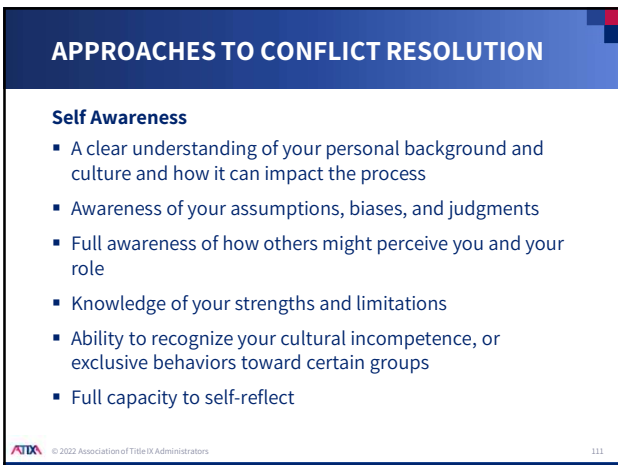 APPROACHES TO CONFLICT RESOLUTION
Self Awareness
▪ A clear understanding of your personal background and
culture and how it can impact the process
▪ Awareness of your assumptions, biases, and judgments
▪ Full awareness of how others might perceive you and your
role
▪ Knowledge of your strengths and limitations
▪ Ability to recognize your cultural incompetence, or
exclusive behaviors toward certain groups
▪ Full capacity to self-reflect
ATIXA © 2022 Association of Title IX Administrators 111